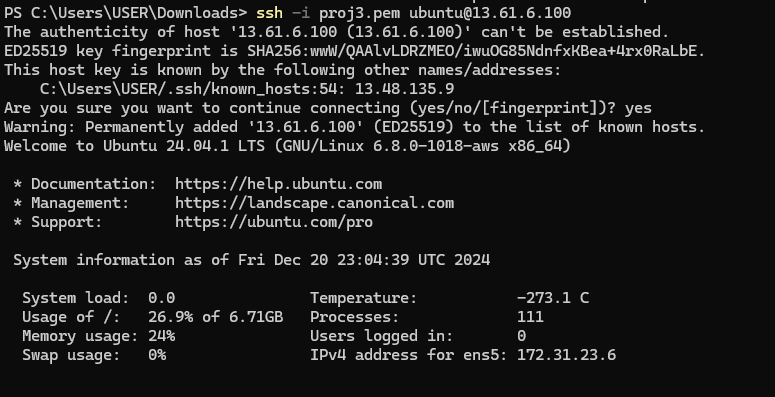 PS C:\Users\USER\Downloads> ssh -i proj3.pem ubuntu@13.61.6.100
The authenticity of host '13.61.6.100 (13.61.6.100)' can't be established.
ED25519 key fingerprint is SHA256:wwW/QAAlvLDRZMEO/iwuOG85NdnfxKBea+4rx0RaLbE.
This host key is known by the following other names/addresses:
    C:\Users\USER/.ssh/known_hosts:54: 13.48.135.9
Are you sure you want to continue connecting (yes/no/[fingerprint])? yes
Warning: Permanently added '13.61.6.100' (ED25519) to the list of known hosts.
Welcome to Ubuntu 24.04.1 LTS (GNU/Linux 6.8.0-1018-aws x86_64)
 * Documentation:  https://help.ubuntu.com
 * Management:     https://landscape.canonical.com
 * Support:        https://ubuntu.com/pro
 System information as of Fri Dec 20 23:04:39 UTC 2024
  System load:  0.0               Temperature:           -273.1 C
  Usage of /:   26.9% of 6.71GB   Processes:             111
  Memory usage: 24%               Users logged in:       0
  Swap usage:   0%                IPv4 address for ens5: 172.31.23.6